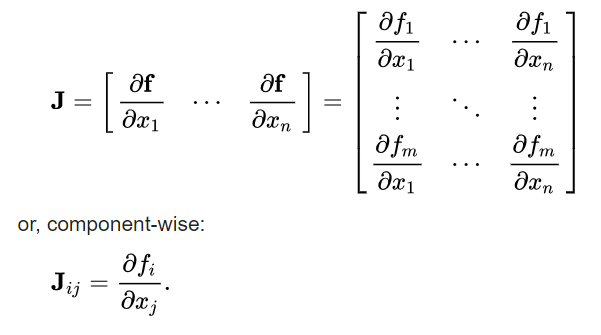 J = [ ∂f/∂x₁ ⋯ ∂f/∂xₙ ] = [ ∂f₁/∂x₁ ⋯ ∂f₁/∂xₙ
⋮ ⋱ ⋮
∂fₘ/∂x₁ ⋯ ∂fₘ/∂xₙ ]
or, component-wise:
Jᵢⱼ = ∂fᵢ/∂xⱼ.